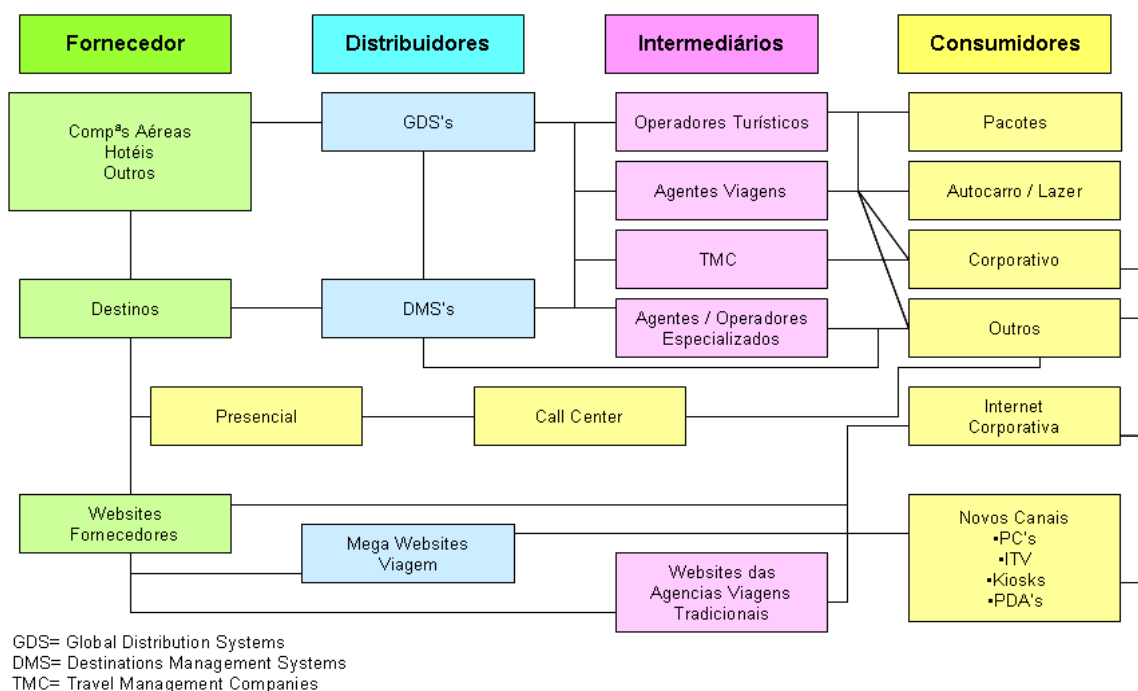 Fornecedor
Distribuidores
Intermediários
Consumidores
Compªs Aéreas
Hotéis
Outros
GDS's
Operadores Turísticos
Pacotes
Agentes Viagens
Autocarro / Lazer
TMC
Corporativo
Destinos
DMS's
Agentes / Operadores
Especializados
Outros
Presencial
Call Center
Internet
Corporativa
Websites
Fornecedores
Mega Websites
Viagem
Websites das
Agencias Viagens
Tradicionais
Novos Canais
▪PC's
▪ITV
▪Kiosks
▪PDA's
GDS= Global Distribution Systems
DMS= Destinations Management Systems
TMC= Travel Management Companies